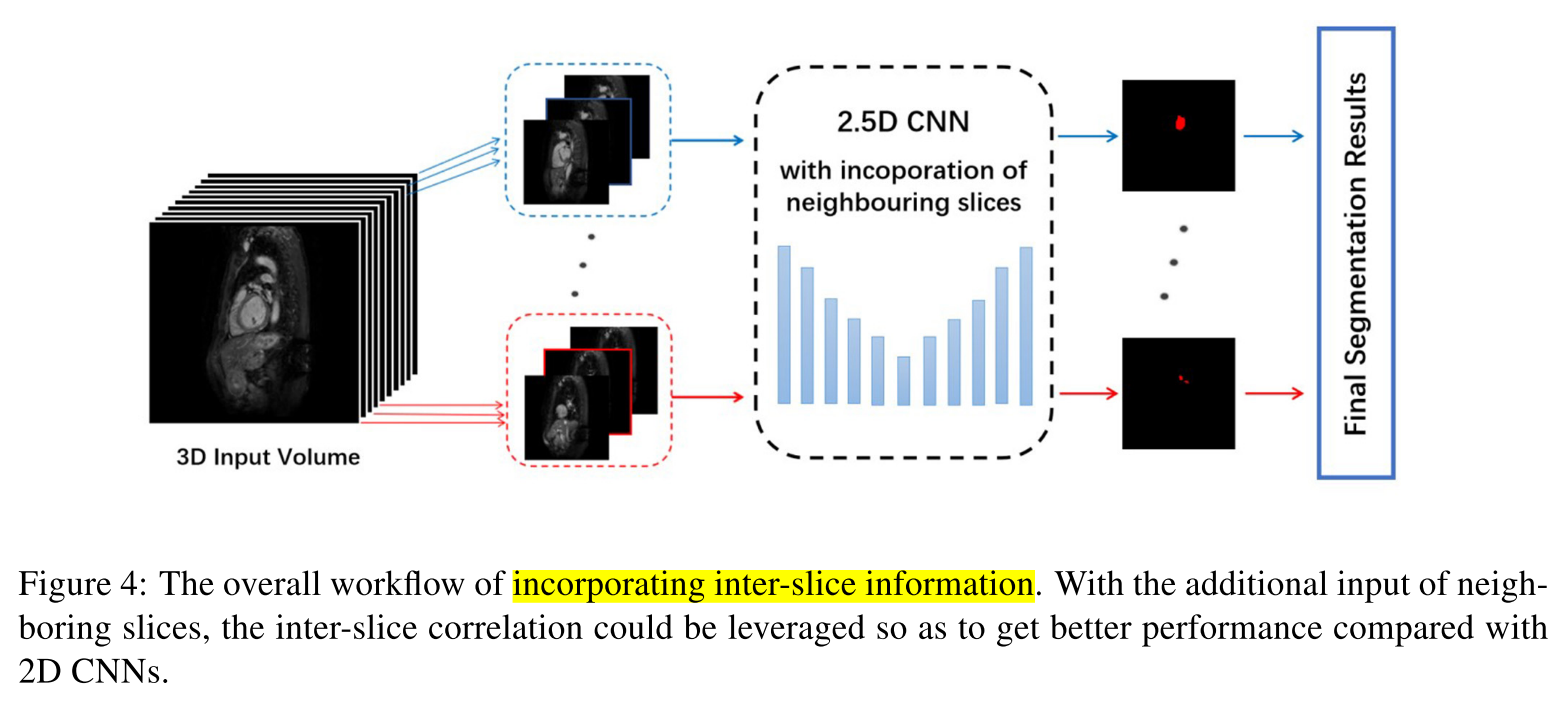 3D Input Volume
2.5D CNN
with incoporation of
neighbouring slices
Final Segmentation Results
Figure 4: The overall workflow of incorporating inter-slice information. With the additional input of neigh-
boring slices, the inter-slice correlation could be leveraged so as to get better performance compared with
2D CNNs.